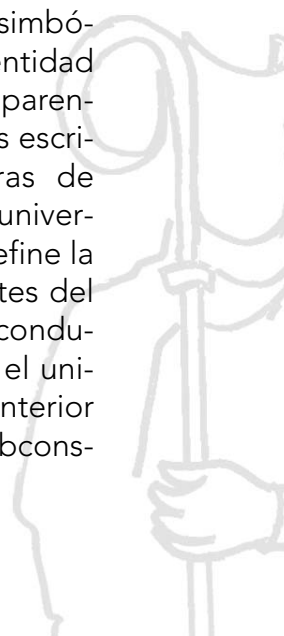 simbó-
entidad
paren-
s escri-
ras de
univer-
efine la
tes del
condu-
el uni-
nterior
bcons-